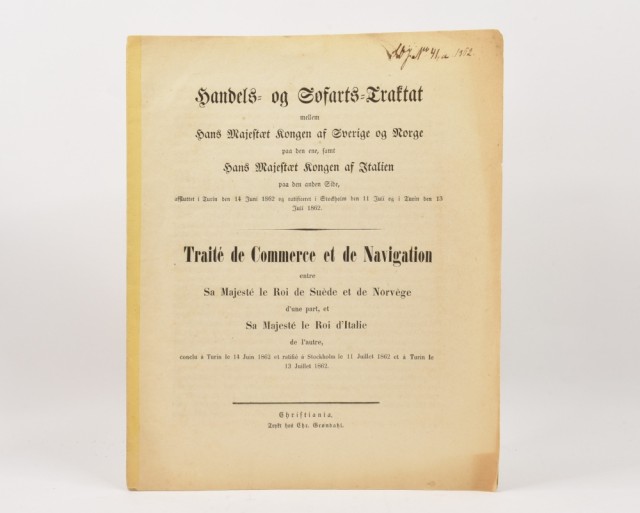 No 41, a 1862
Handels- og Sofarts-Traktat
mellem
Hans Majestæt Kongen af Sverige og Norge
paa den ene, samt
Hans Majestæt Kongen af Italien
paa den anden Side,
afsluttet i Turin den 14 Juni 1862 og ratificeret i Stockholm den 11 Juli og i Turin den 13
Juli 1862.
Traité de Commerce et de Navigation
entre
Sa Majesté le Roi de Suède et de Norvége
d'une part, et
Sa Majesté le Roi d'Italie
de l'autre,
conclu à Turin le 14 Juin 1862 et ratifié à Stockholm le 11 Juillet 1862 et à Turin le
13 Juillet 1862.
Christiania.
Trykt hos Chr. Grøndahl.